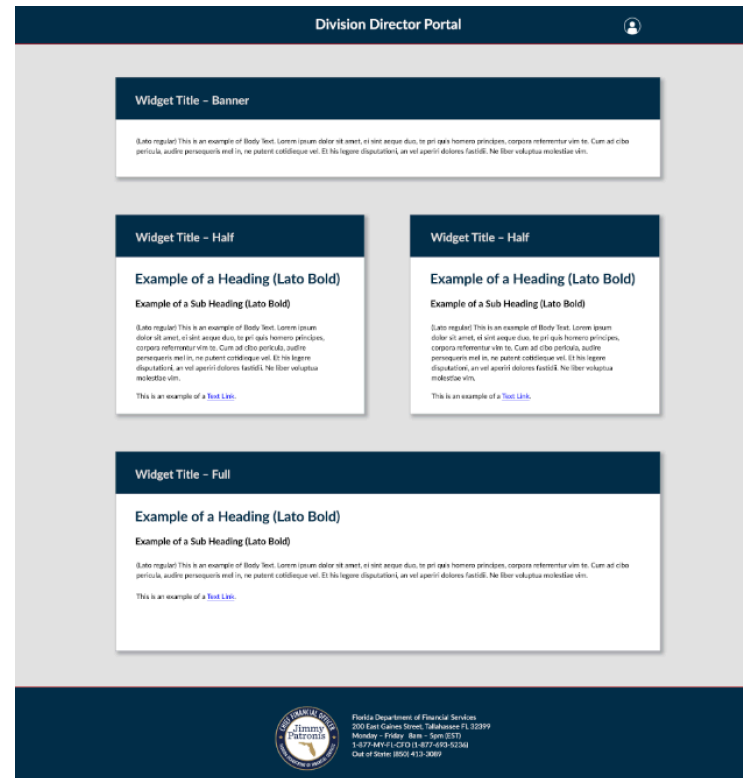 Division Director Portal
Widget Title – Banner
(Lato regular) This is an example of Body Text. Lorem ipsum dolor sit amet, ei sint aeque duo, te pri quis homero principes, corpora referrentur vim te. Cum ad cibo
pericula, audire persequeris mel in, ne putent cotidieque vel. Et his legere disputationi, an vel aperiri dolores fastidii. Ne liber voluptua molestiae vim.
Widget Title – Half
Example of a Heading (Lato Bold)
Example of a Sub Heading (Lato Bold)
(Lato regular) This is an example of Body Text. Lorem ipsum
dolor sit amet, ei sint aeque duo, te pri quis homero principes,
corpora referrentur vim te. Cum ad cibo pericula, audire
persequeris mel in, ne putent cotidieque vel. Et his legere
disputationi, an vel aperiri dolores fastidii. Ne liber voluptua
molestiae vim.
This is an example of a Text Link.
Widget Title – Half
Example of a Heading (Lato Bold)
Example of a Sub Heading (Lato Bold)
(Lato regular) This is an example of Body Text. Lorem ipsum
dolor sit amet, ei sint aeque duo, te pri quis homero principes,
corpora referrentur vim te. Cum ad cibo pericula, audire
persequeris mel in, ne putent cotidieque vel. Et his legere
disputationi, an vel aperiri dolores fastidii. Ne liber voluptua
molestiae vim.
This is an example of a Text Link.
Widget Title – Full
Example of a Heading (Lato Bold)
Example of a Sub Heading (Lato Bold)
(Lato regular) This is an example of Body Text. Lorem ipsum dolor sit amet, ei sint aeque duo, te pri quis homero principes, corpora referrentur vim te. Cum ad cibo
pericula, audire persequeris mel in, ne putent cotidieque vel. Et his legere disputationi, an vel aperiri dolores fastidii. Ne liber voluptua molestiae vim.
This is an example of a Text Link.
CHIEF FINANCIAL OFFICER
Jimmy
Patronis
Florida Department of Financial Services
200 East Gaines Street, Tallahassee FL 32399
Monday – Friday 8am – 5pm (EST)
1-877-MY-FL-CFO (1-877-693-5236)
Out of State: (850) 413-3089